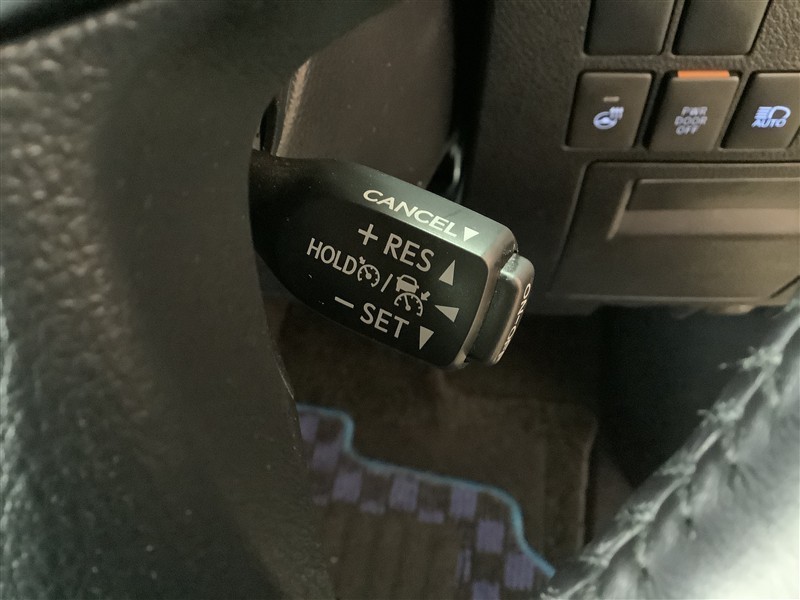 CANCEL▼
+ RES ▲
HOLD /
− SET ▼
PWR
DOOR
OFF
AUTO